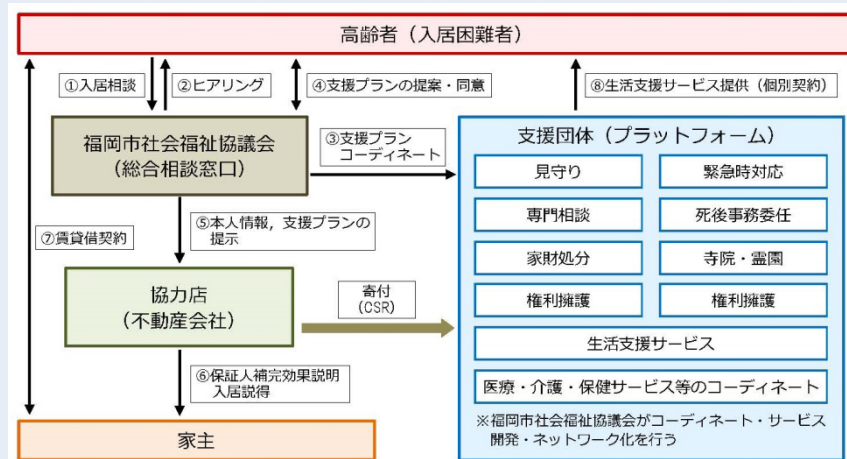 高齢者（入居困難者）
①入居相談
②ヒアリング
④支援プランの提案・同意
⑧生活支援サービス提供（個別契約）
福岡市社会福祉協議会
（総合相談窓口）
③支援プラン
コーディネート
⑤本人情報，支援プランの
提示
⑦賃貸借契約
協力店
（不動産会社）
寄付
（CSR）
⑥保証人補完効果説明
入居説得
家主
支援団体（プラットフォーム）
見守り
緊急時対応
専門相談
死後事務委任
家財処分
寺院・霊園
権利擁護
権利擁護
生活支援サービス
医療・介護・保健サービス等のコーディネート
※福岡市社会福祉協議会がコーディネート・サービス
開発・ネットワーク化を行う